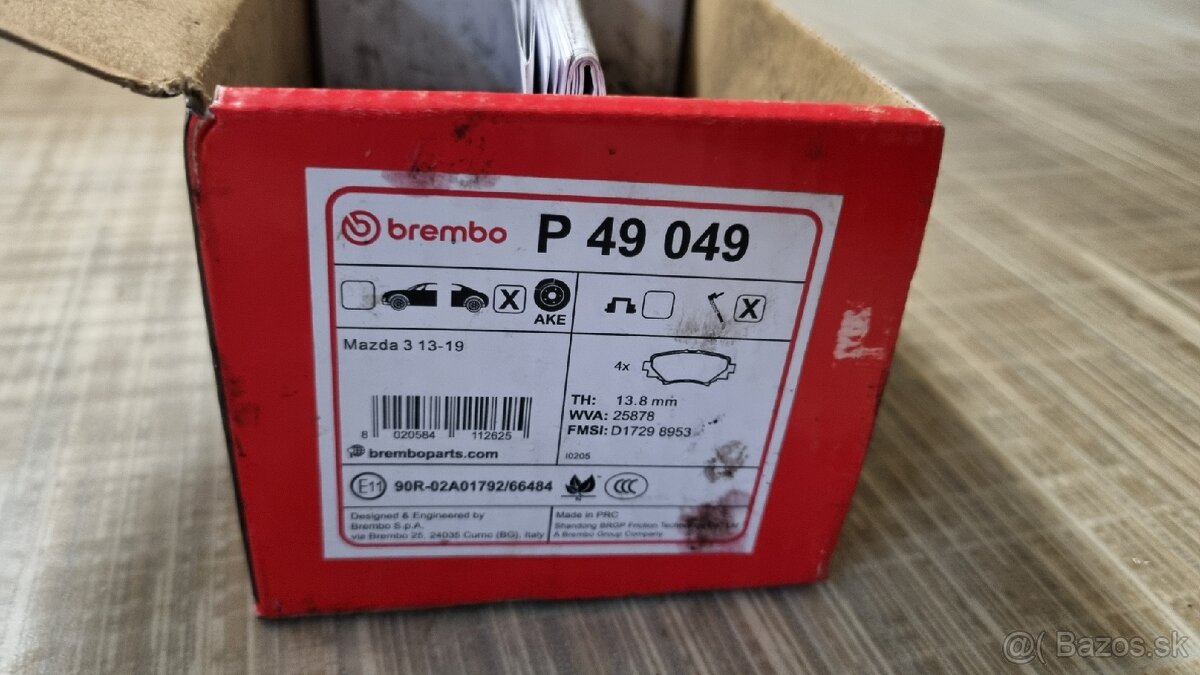 brembo P 49 049
X AKE X
Mazda 3 13-19
4x
TH: 13.8 mm
WVA: 25878
FMSI: D1729 8953
8 020584 112625
bremboparts.com
I0205
E11 90R-02A01792/66484 CCC
Designed & Engineered by
Brembo S.p.A.
via Brembo 25, 24035 Curno (BG), Italy
Made in PRC
Shandong BRGP Friction
A Brembo Group Company
@( Bazos.sk